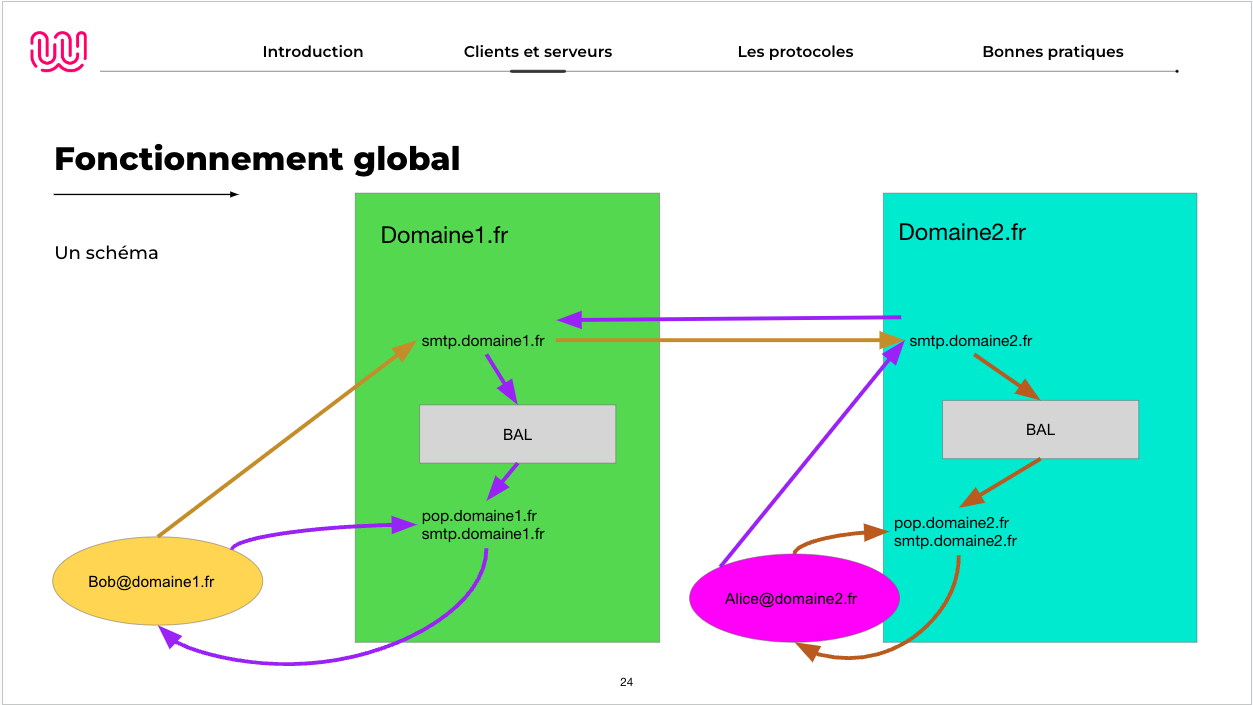 Introduction
Clients et serveurs
Les protocoles
Bonnes pratiques
Fonctionnement global
Un schéma
Domaine1.fr
Domaine2.fr
smtp.domaine1.fr
smtp.domaine2.fr
BAL
BAL
pop.domaine1.fr
smtp.domaine1.fr
pop.domaine2.fr
smtp.domaine2.fr
Bob@domaine1.fr
Alice@domaine2.fr
24